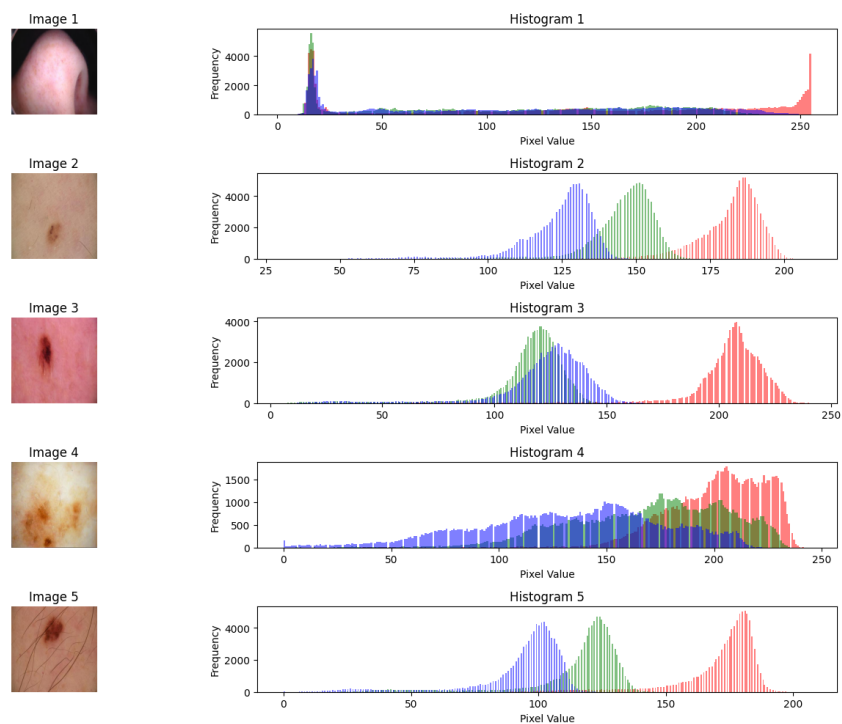 Image 1
Histogram 1
Frequency
4000
2000
0
0 50 100 150 200 250
Pixel Value
Image 2
Histogram 2
Frequency
4000
2000
0
25 50 75 100 125 150 175 200
Pixel Value
Image 3
Histogram 3
Frequency
4000
2000
0
0 50 100 150 200 250
Pixel Value
Image 4
Histogram 4
Frequency
1500
1000
500
0
0 50 100 150 200 250
Pixel Value
Image 5
Histogram 5
Frequency
4000
2000
0
0 50 100 150 200
Pixel Value